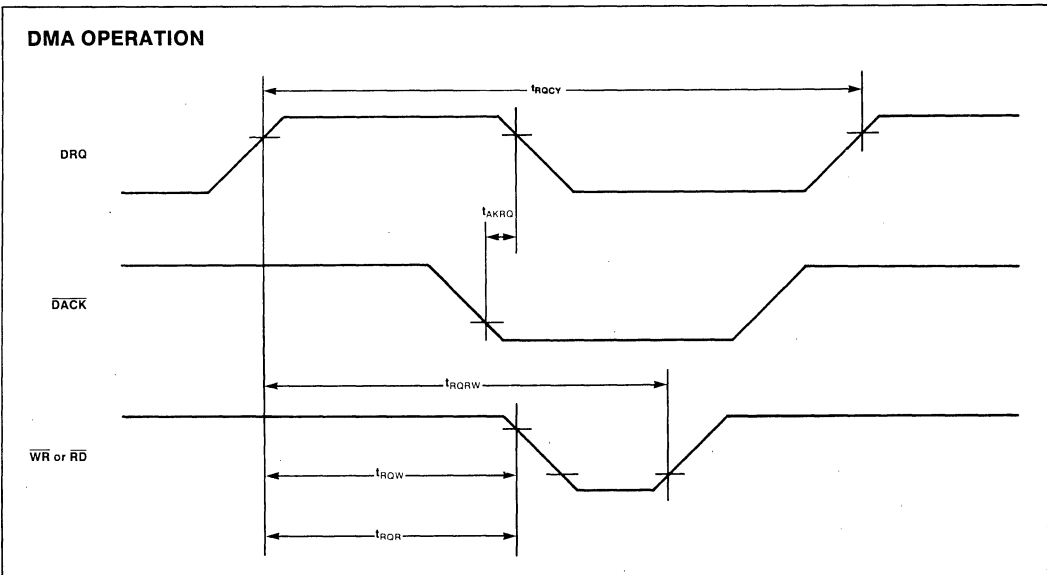 DMA OPERATION
tRQCY
DRQ
tAKRQ
DACK
tRQRW
WR or RD
tRQW
tRQR